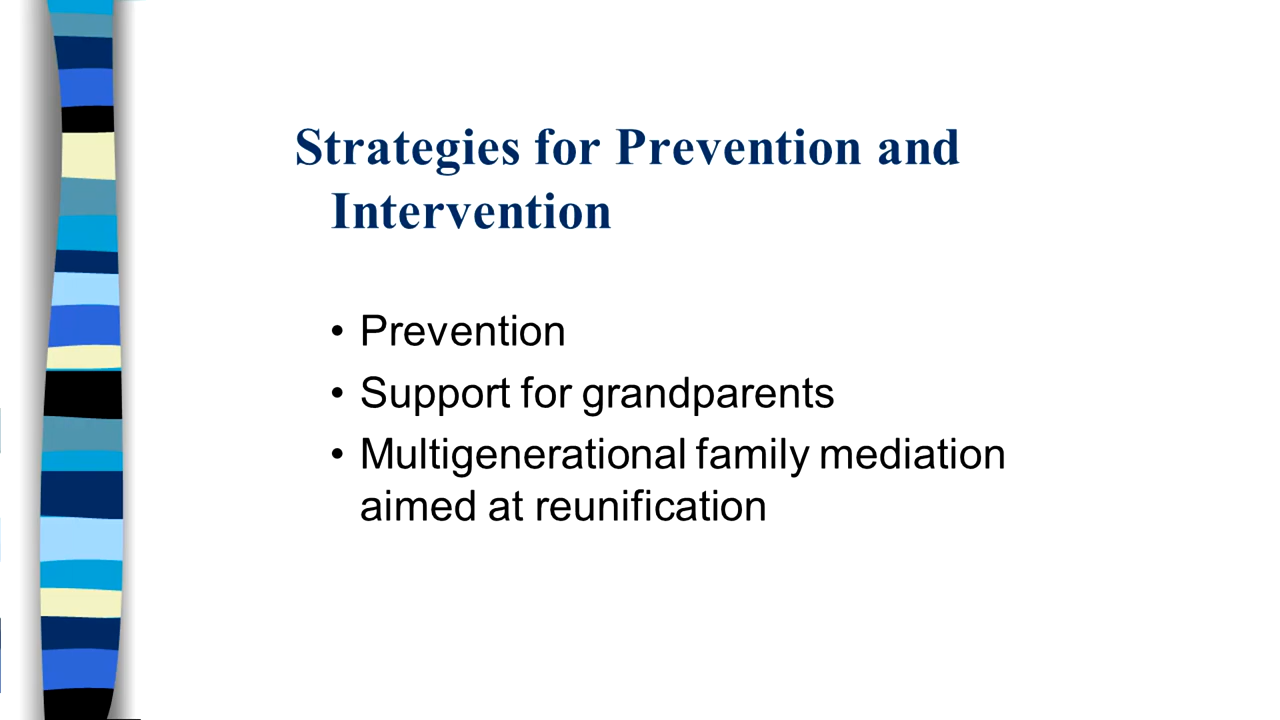 Strategies for Prevention and
Intervention
• Prevention
• Support for grandparents
• Multigenerational family mediation
aimed at reunification